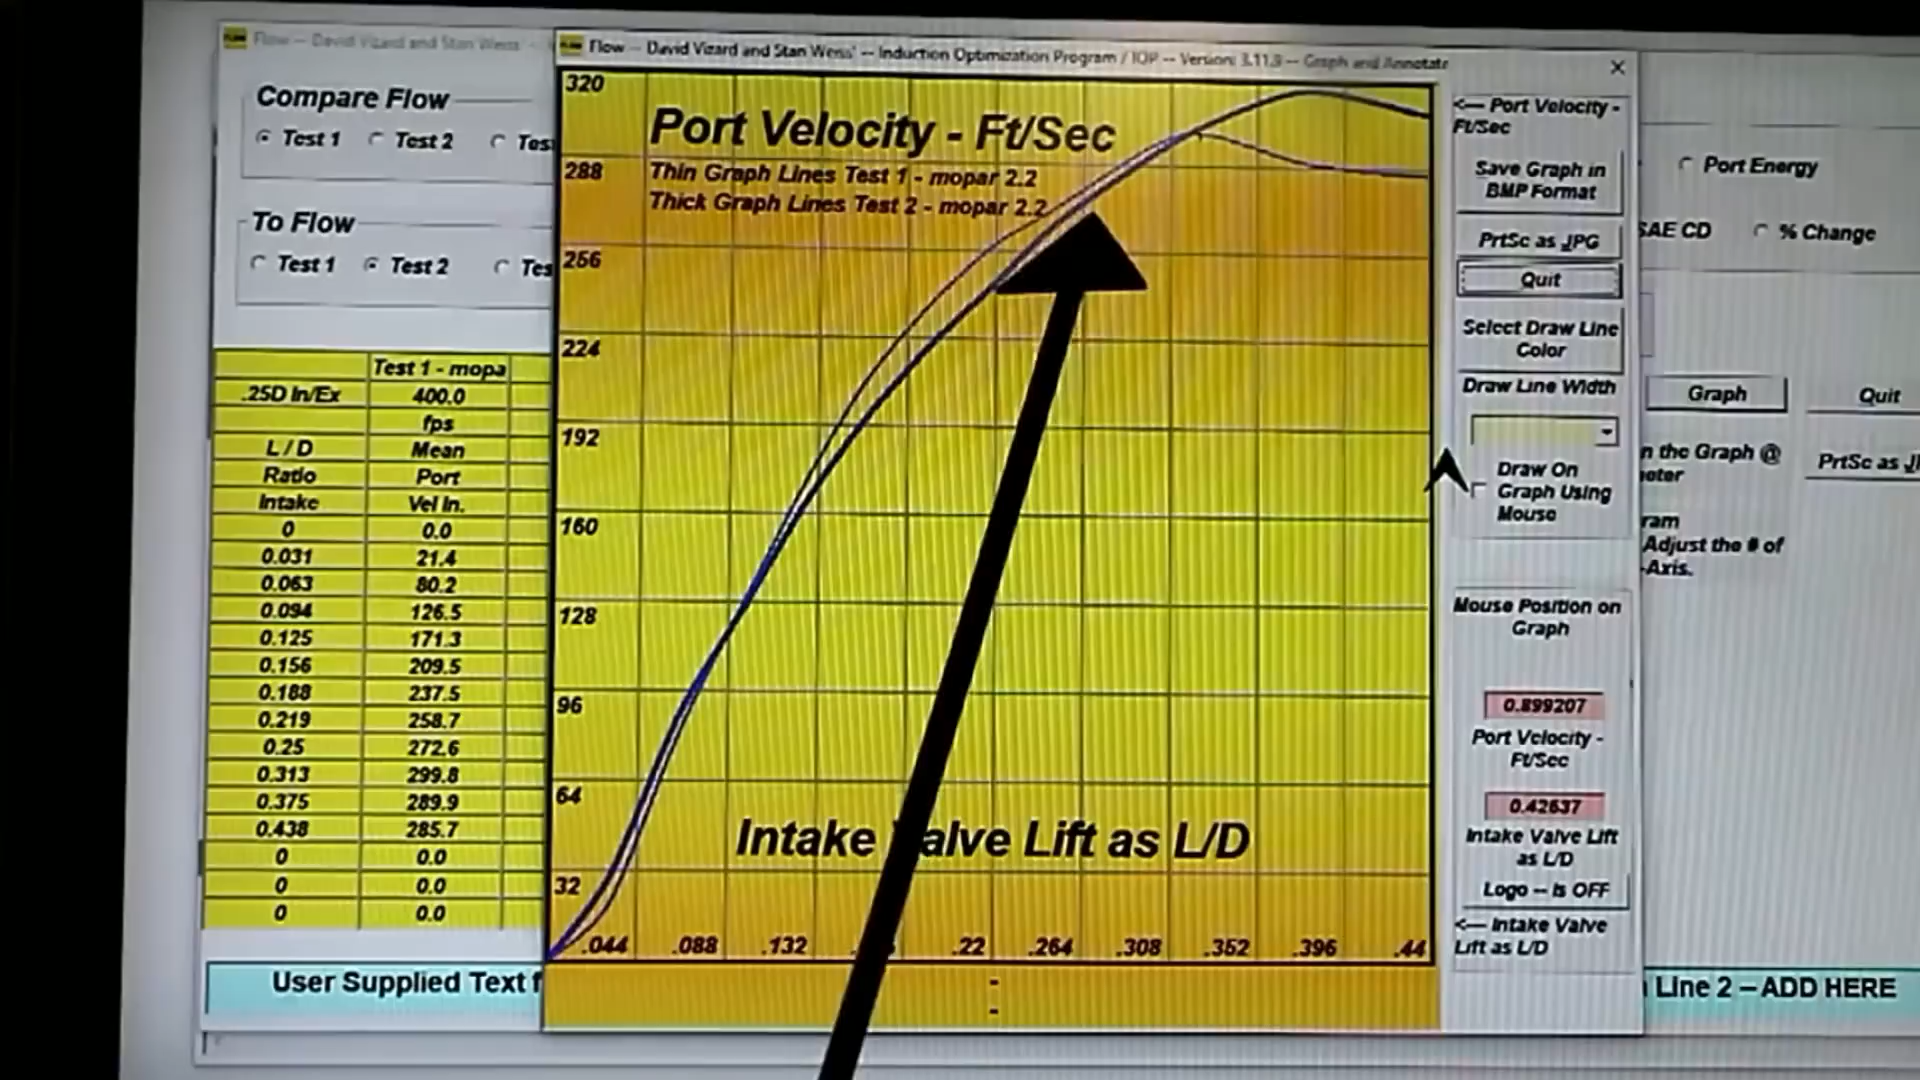 Flow -- David Vizard and Stan Weiss' --
Flow -- David Vizard and Stan Weiss' -- Induction Optimization Program / IOP -- Version: 3.11.9 -- Graph and Annotate
Compare Flow
Test 1 Test 2 Tes
To Flow
Test 1 Test 2 Tes
Test 1 - mopa
.25D In/Ex 400.0
fps
L / D Mean
Ratio Port
Intake Vel In.
0 0.0
0.031 21.4
0.063 80.2
0.094 126.5
0.125 171.3
0.156 209.5
0.188 237.5
0.219 258.7
0.25 272.6
0.313 299.8
0.375 289.9
0.438 285.7
0 0.0
0 0.0
0 0.0
User Supplied Text f
Port Velocity - Ft/Sec
Thin Graph Lines Test 1 - mopar 2.2
Thick Graph Lines Test 2 - mopar 2.2
320
288
256
224
192
160
128
96
64
32
Intake alve Lift as L/D
.044 .088 .132 .22 .264 .308 .352 .396 .44
<-- Port Velocity -
Ft/Sec
Save Graph in
BMP Format
PrtSc as JPG
Quit
Select Draw Line
Color
Draw Line Width
Draw On
Graph Using
Mouse
Mouse Position on
Graph
0.899207
Port Velocity -
Ft/Sec
0.42637
Intake Valve Lift
as L/D
Logo -- is OFF
<-- Intake Valve
Lift as L/D
Port Energy
SAE CD % Change
Graph Quit
n the Graph @
meter
PrtSc as J
ram
Adjust the # of
-Axis.
Line 2 -- ADD HERE